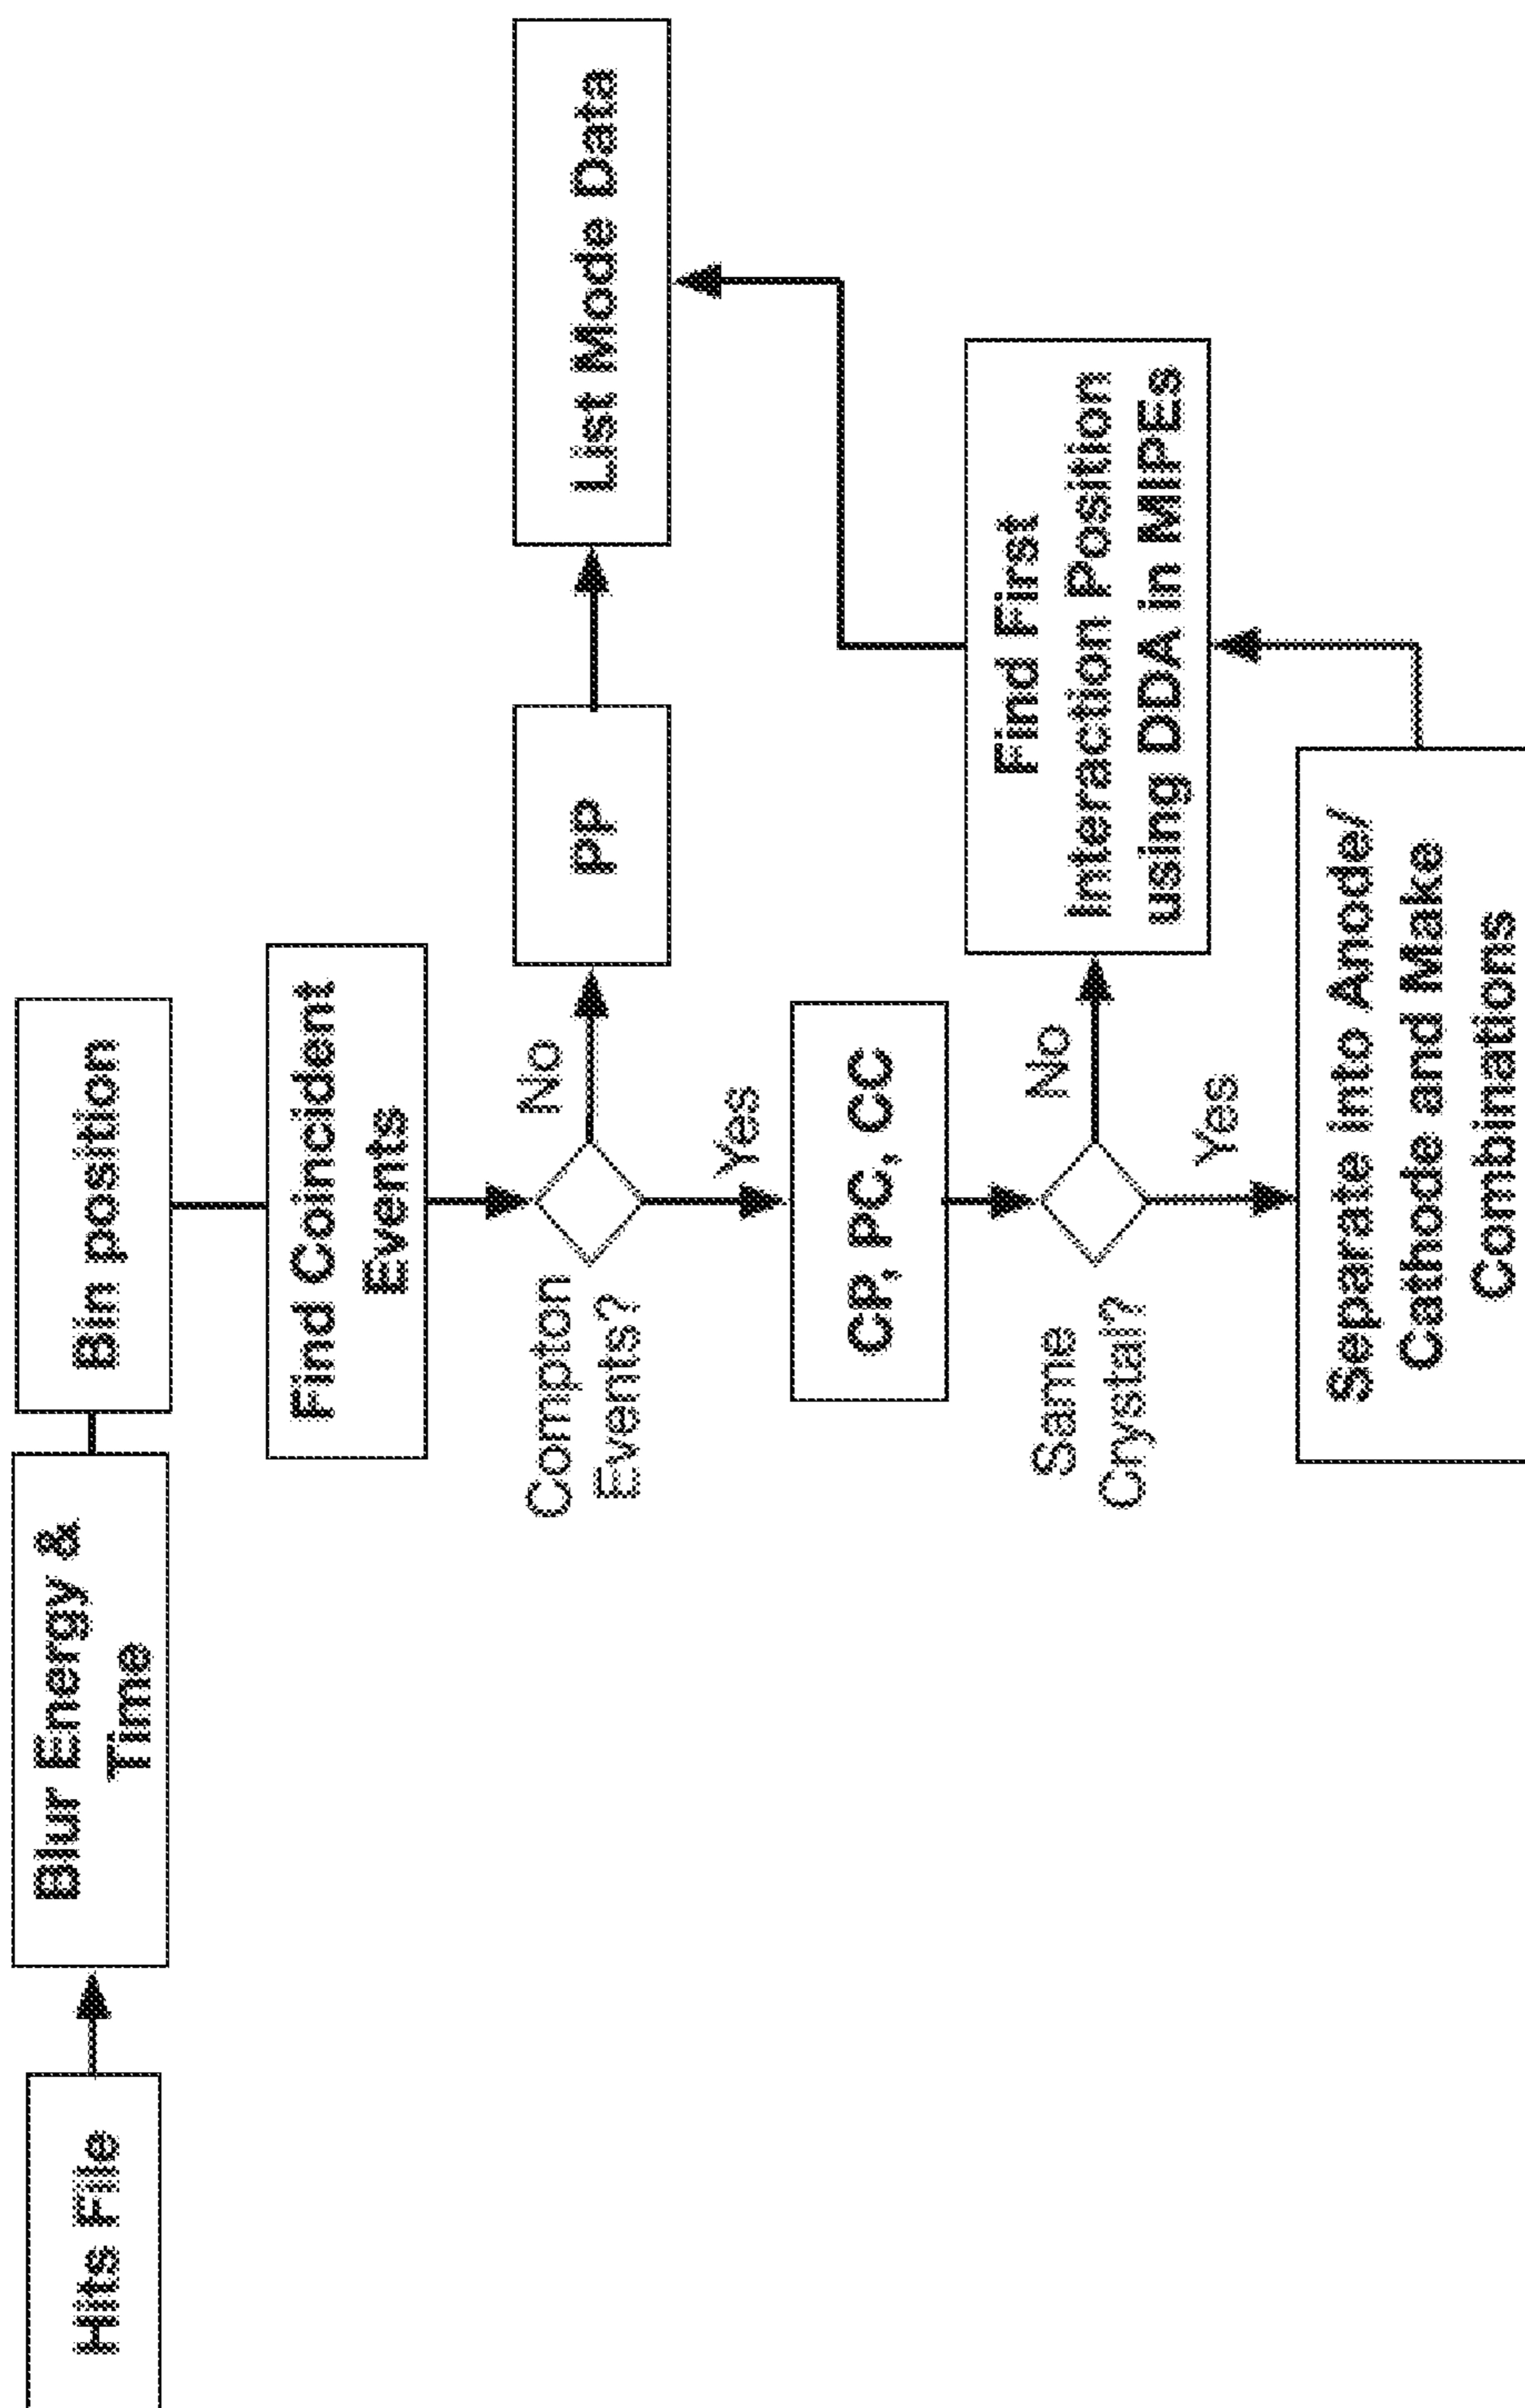 Hits File
Blur Energy &
Time
Bin position
Find Coincident
Events
Compton
Events?
No
PP
List Mode Data
Yes
CP, PC, CC
Same
Crystal?
No
Find First
Interaction Position
using DDA in MIPEs
Yes
Separate into Anode/
Cathode and Make
Combinations